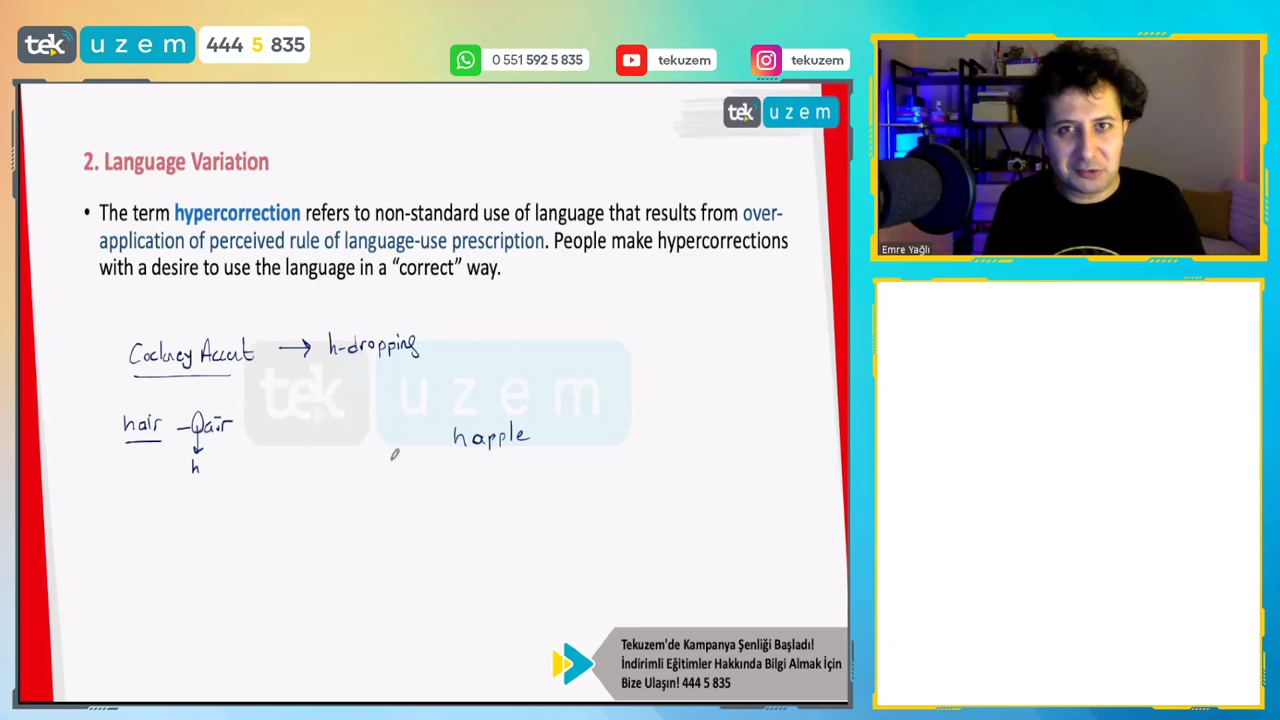 tek uzem 444 5 835
0 551 592 5 835
tekuzem
tekuzem
tek uzem
2. Language Variation
• The term hypercorrection refers to non-standard use of language that results from over-
application of perceived rule of language-use prescription. People make hypercorrections
with a desire to use the language in a “correct” way.
Cockney Accent → h-dropping
tek uzem
hair - air
h
happle
Emre Yağlı
Tekuzem'de Kampanya Şenliği Başladı!
İndirimli Eğitimler Hakkında Bilgi Almak İçin
Bize Ulaşın! 444 5 835